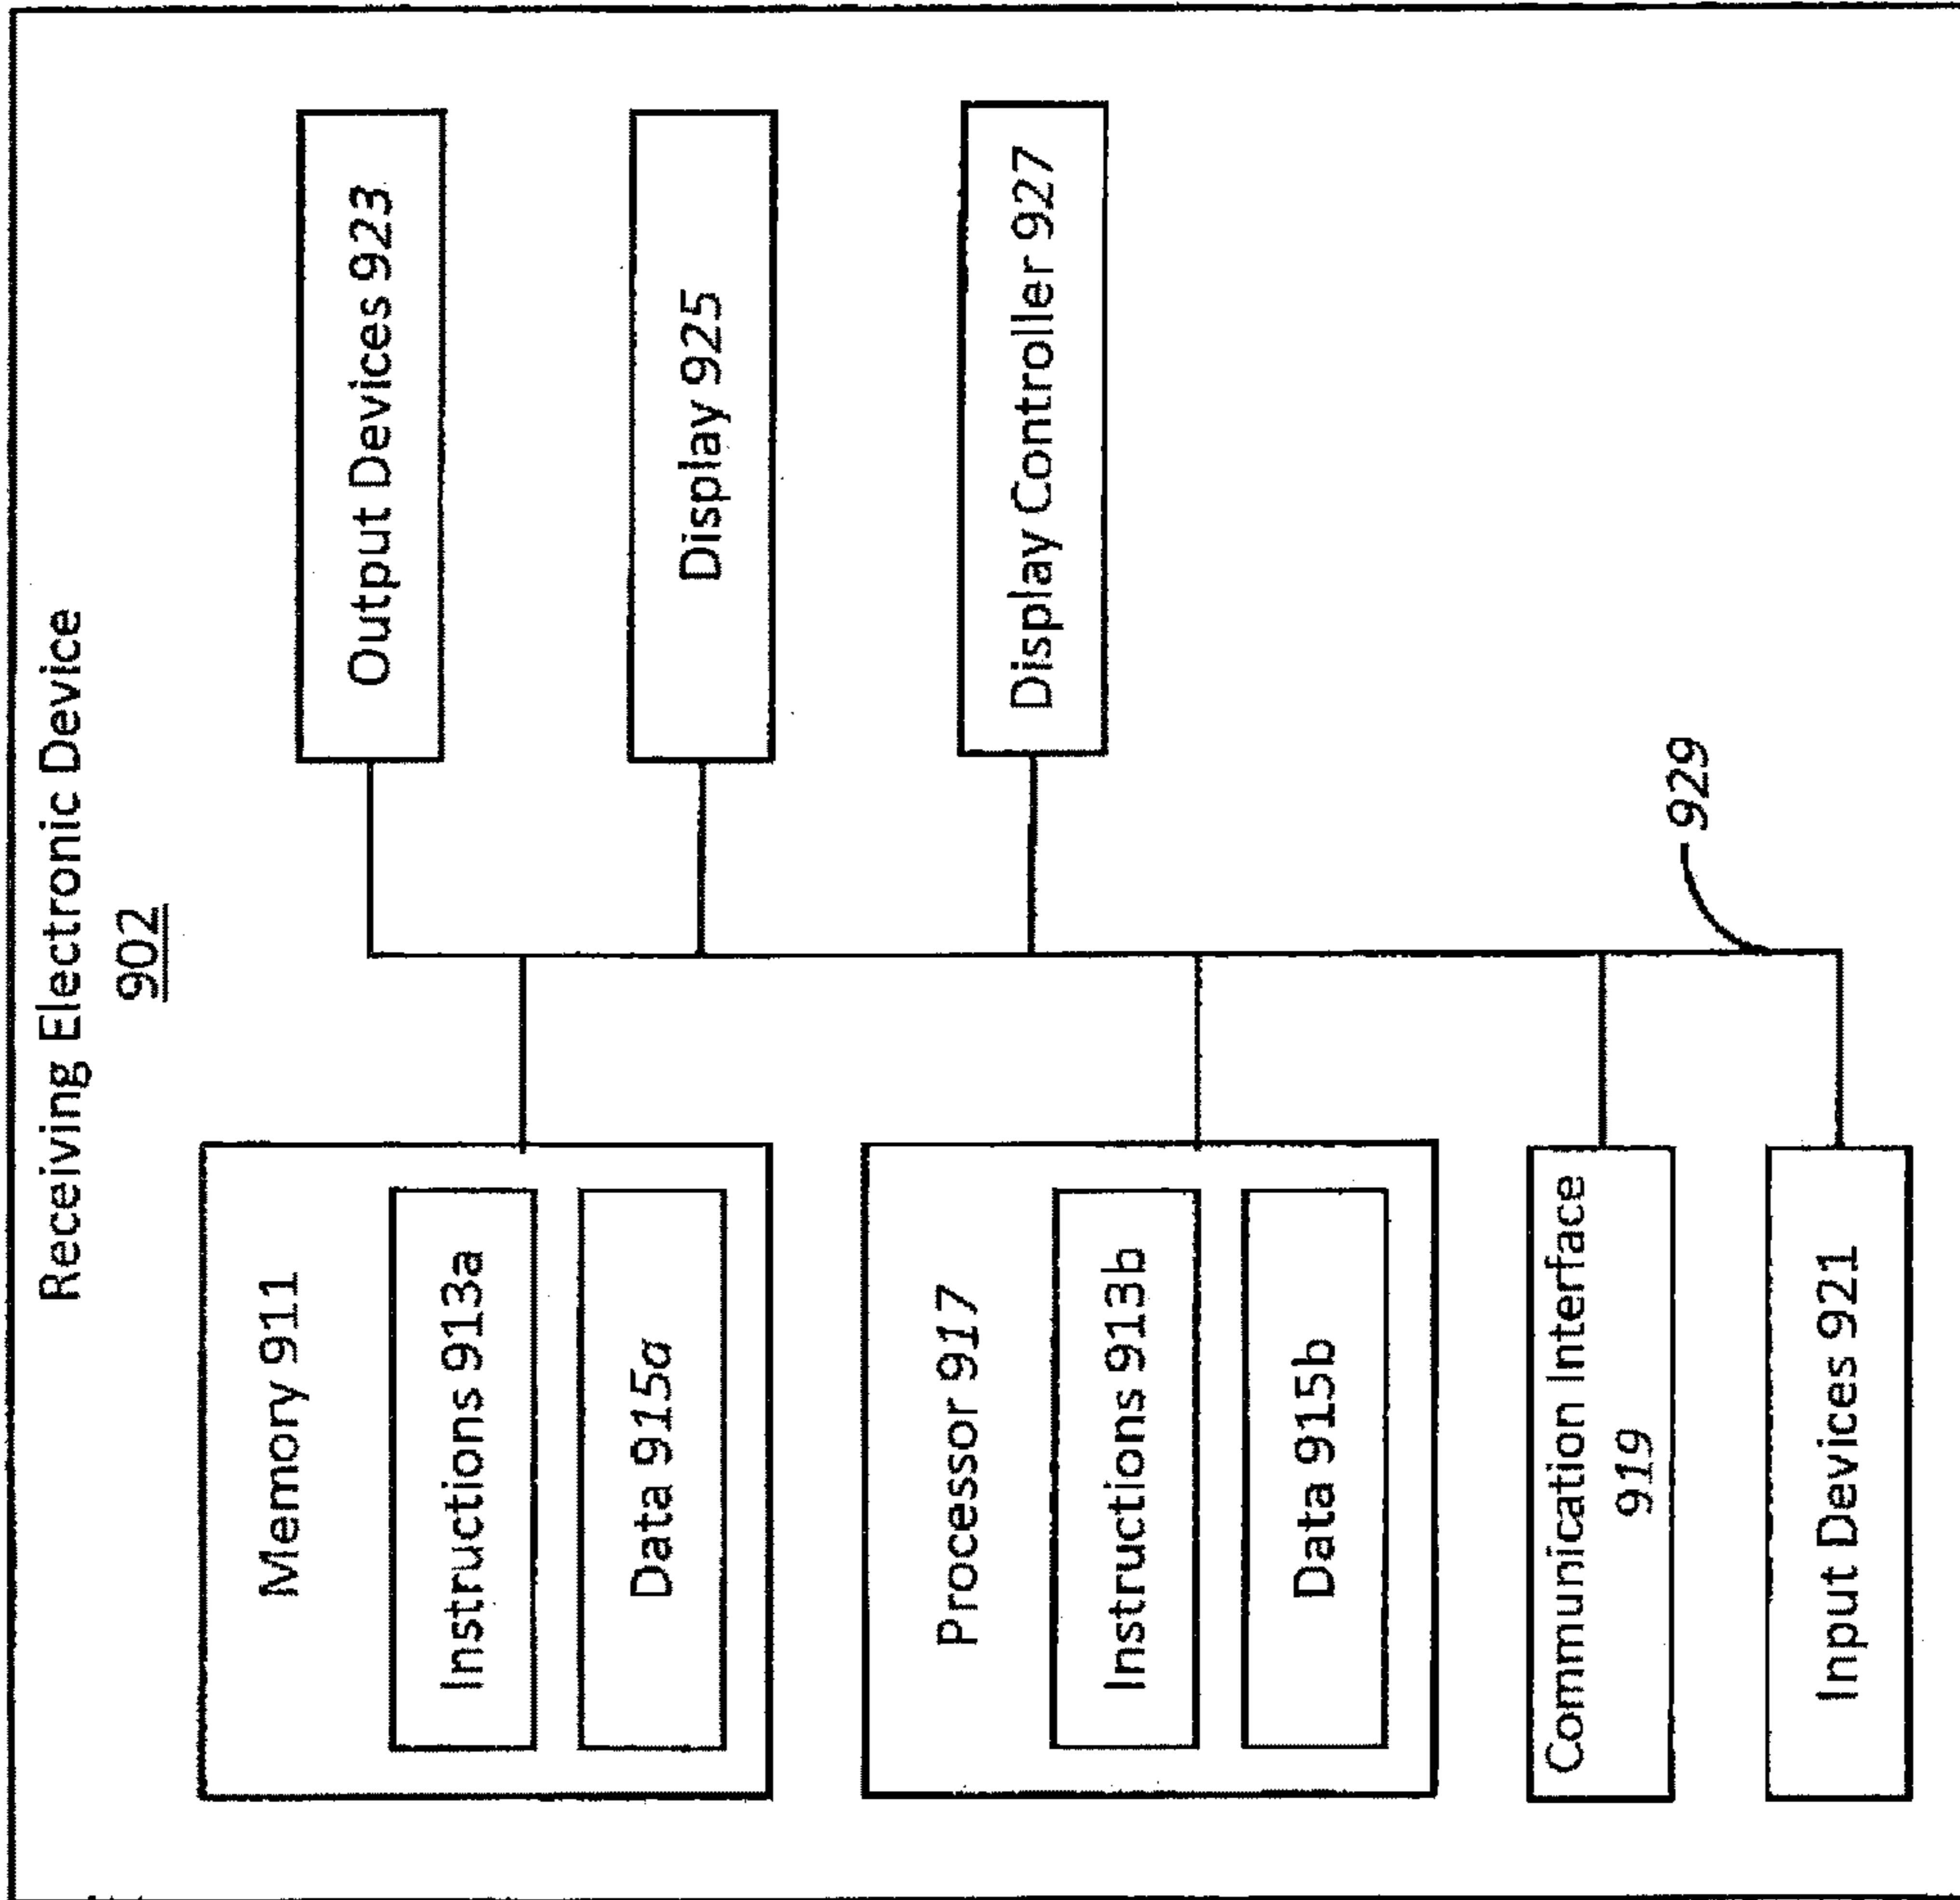 Receiving Electronic Device
902
Memory 911
Instructions 913a
Data 915a
Processor 917
Instructions 913b
Data 915b
Communication Interface
919
Input Devices 921
Output Devices 923
Display 925
Display Controller 927
929